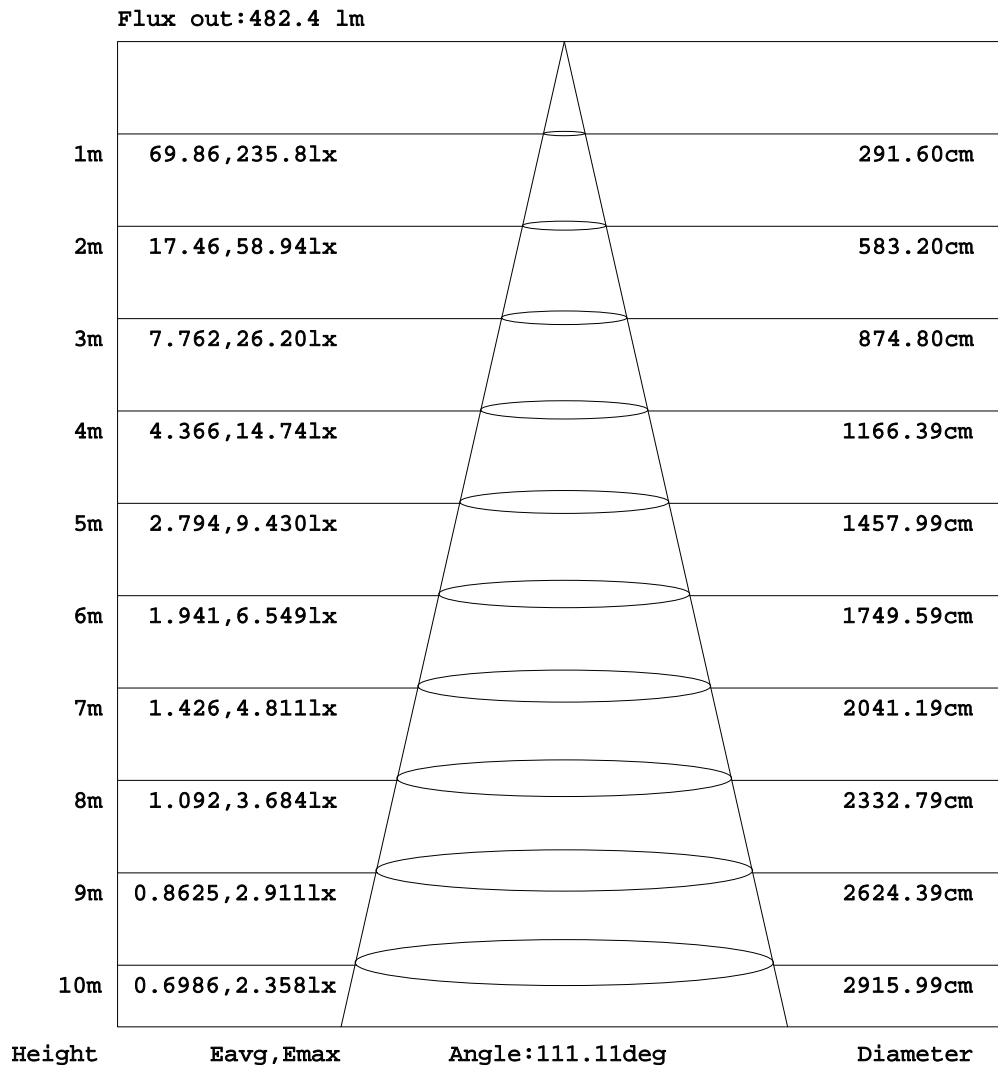 Flux out:482.4 lm
1m 69.86,235.8lx 291.60cm
2m 17.46,58.94lx 583.20cm
3m 7.762,26.20lx 874.80cm
4m 4.366,14.74lx 1166.39cm
5m 2.794,9.430lx 1457.99cm
6m 1.941,6.549lx 1749.59cm
7m 1.426,4.811lx 2041.19cm
8m 1.092,3.684lx 2332.79cm
9m 0.8625,2.911lx 2624.39cm
10m 0.6986,2.358lx 2915.99cm
Height Eavg,Emax Angle:111.11deg Diameter